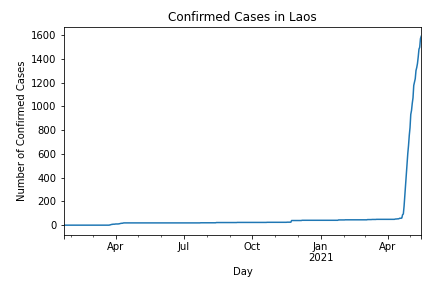 Confirmed Cases in Laos
Number of Confirmed Cases
1600
1400
1200
1000
800
600
400
200
0
Apr
Jul
Oct
Jan
2021
Apr
Day